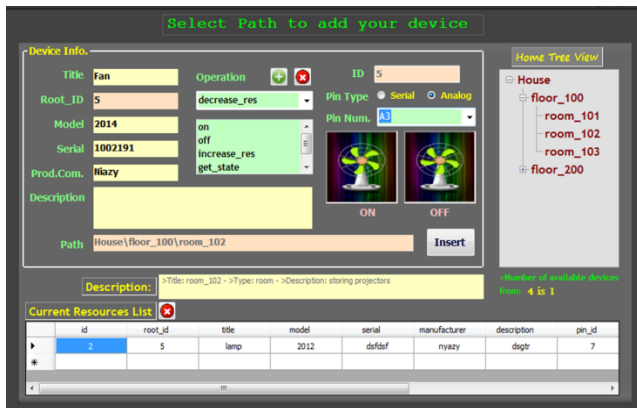 Select Path to add your device
Device Info.
Home Tree View
Title Fan
Operation
ID 5
Root_ID 5
decrease_res
Pin Type Serial Analog
Model 2014
Pin Num. A3
on
off
increase_res
get_state
Serial 1002191
Prod.Com. Niazy
Description
ON OFF
Path House\floor_100\room_102
Insert
House
floor_100
room_101
room_102
room_103
floor_200
>Number of available devices
from: 4 is 1
Description: >Title: room_102 - >Type: room - >Description: storing projectors
Current Resources List
id root_id title model serial manufacturer description pin_id
2 5 lamp 2012 dsfdsf nyazy dsgtr 7